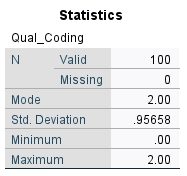 Statistics
Qual_Coding
N Valid 100
Missing 0
Mode 2.00
Std. Deviation .95658
Minimum .00
Maximum 2.00